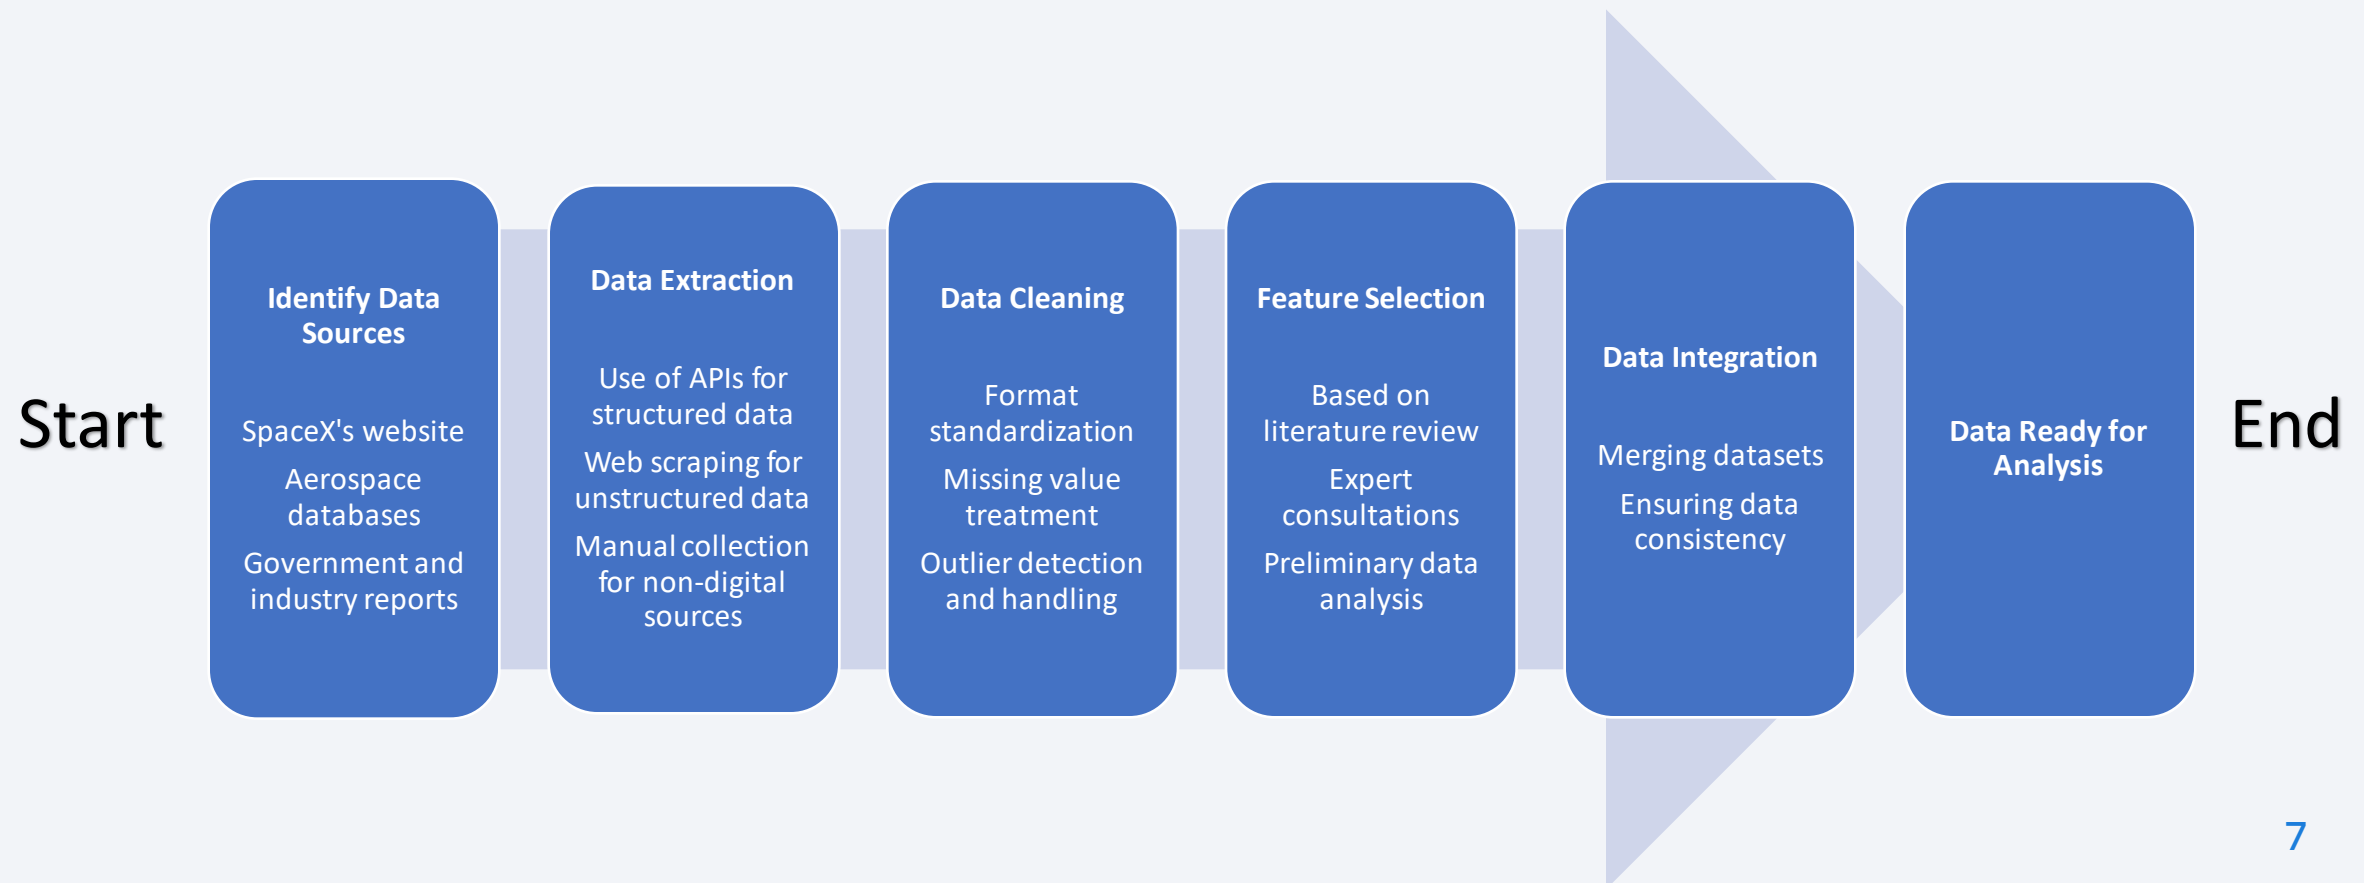 Start
Identify Data
Sources
SpaceX's website
Aerospace
databases
Government and
industry reports
Data Extraction
Use of APIs for
structured data
Web scraping for
unstructured data
Manual collection
for non-digital
sources
Data Cleaning
Format
standardization
Missing value
treatment
Outlier detection
and handling
Feature Selection
Based on
literature review
Expert
consultations
Preliminary data
analysis
Data Integration
Merging datasets
Ensuring data
consistency
Data Ready for
Analysis
End
7